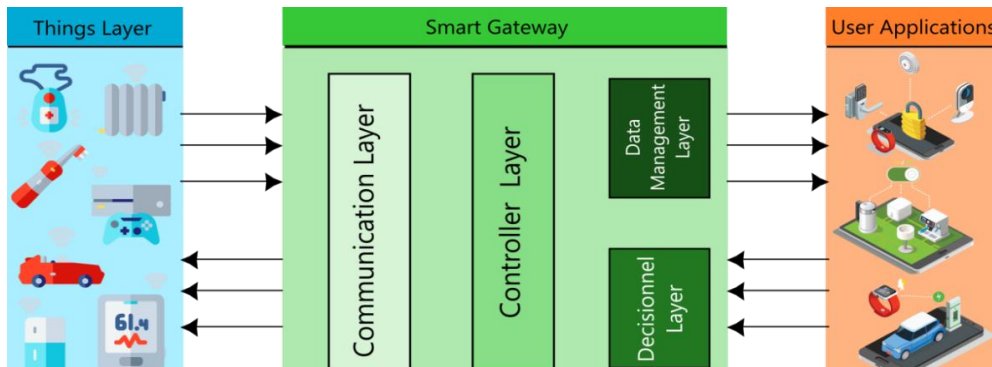 Things Layer
Smart Gateway
User Applications
Communication Layer
Controller Layer
Data
Management
Layer
Decisionnel
Layer
61.4